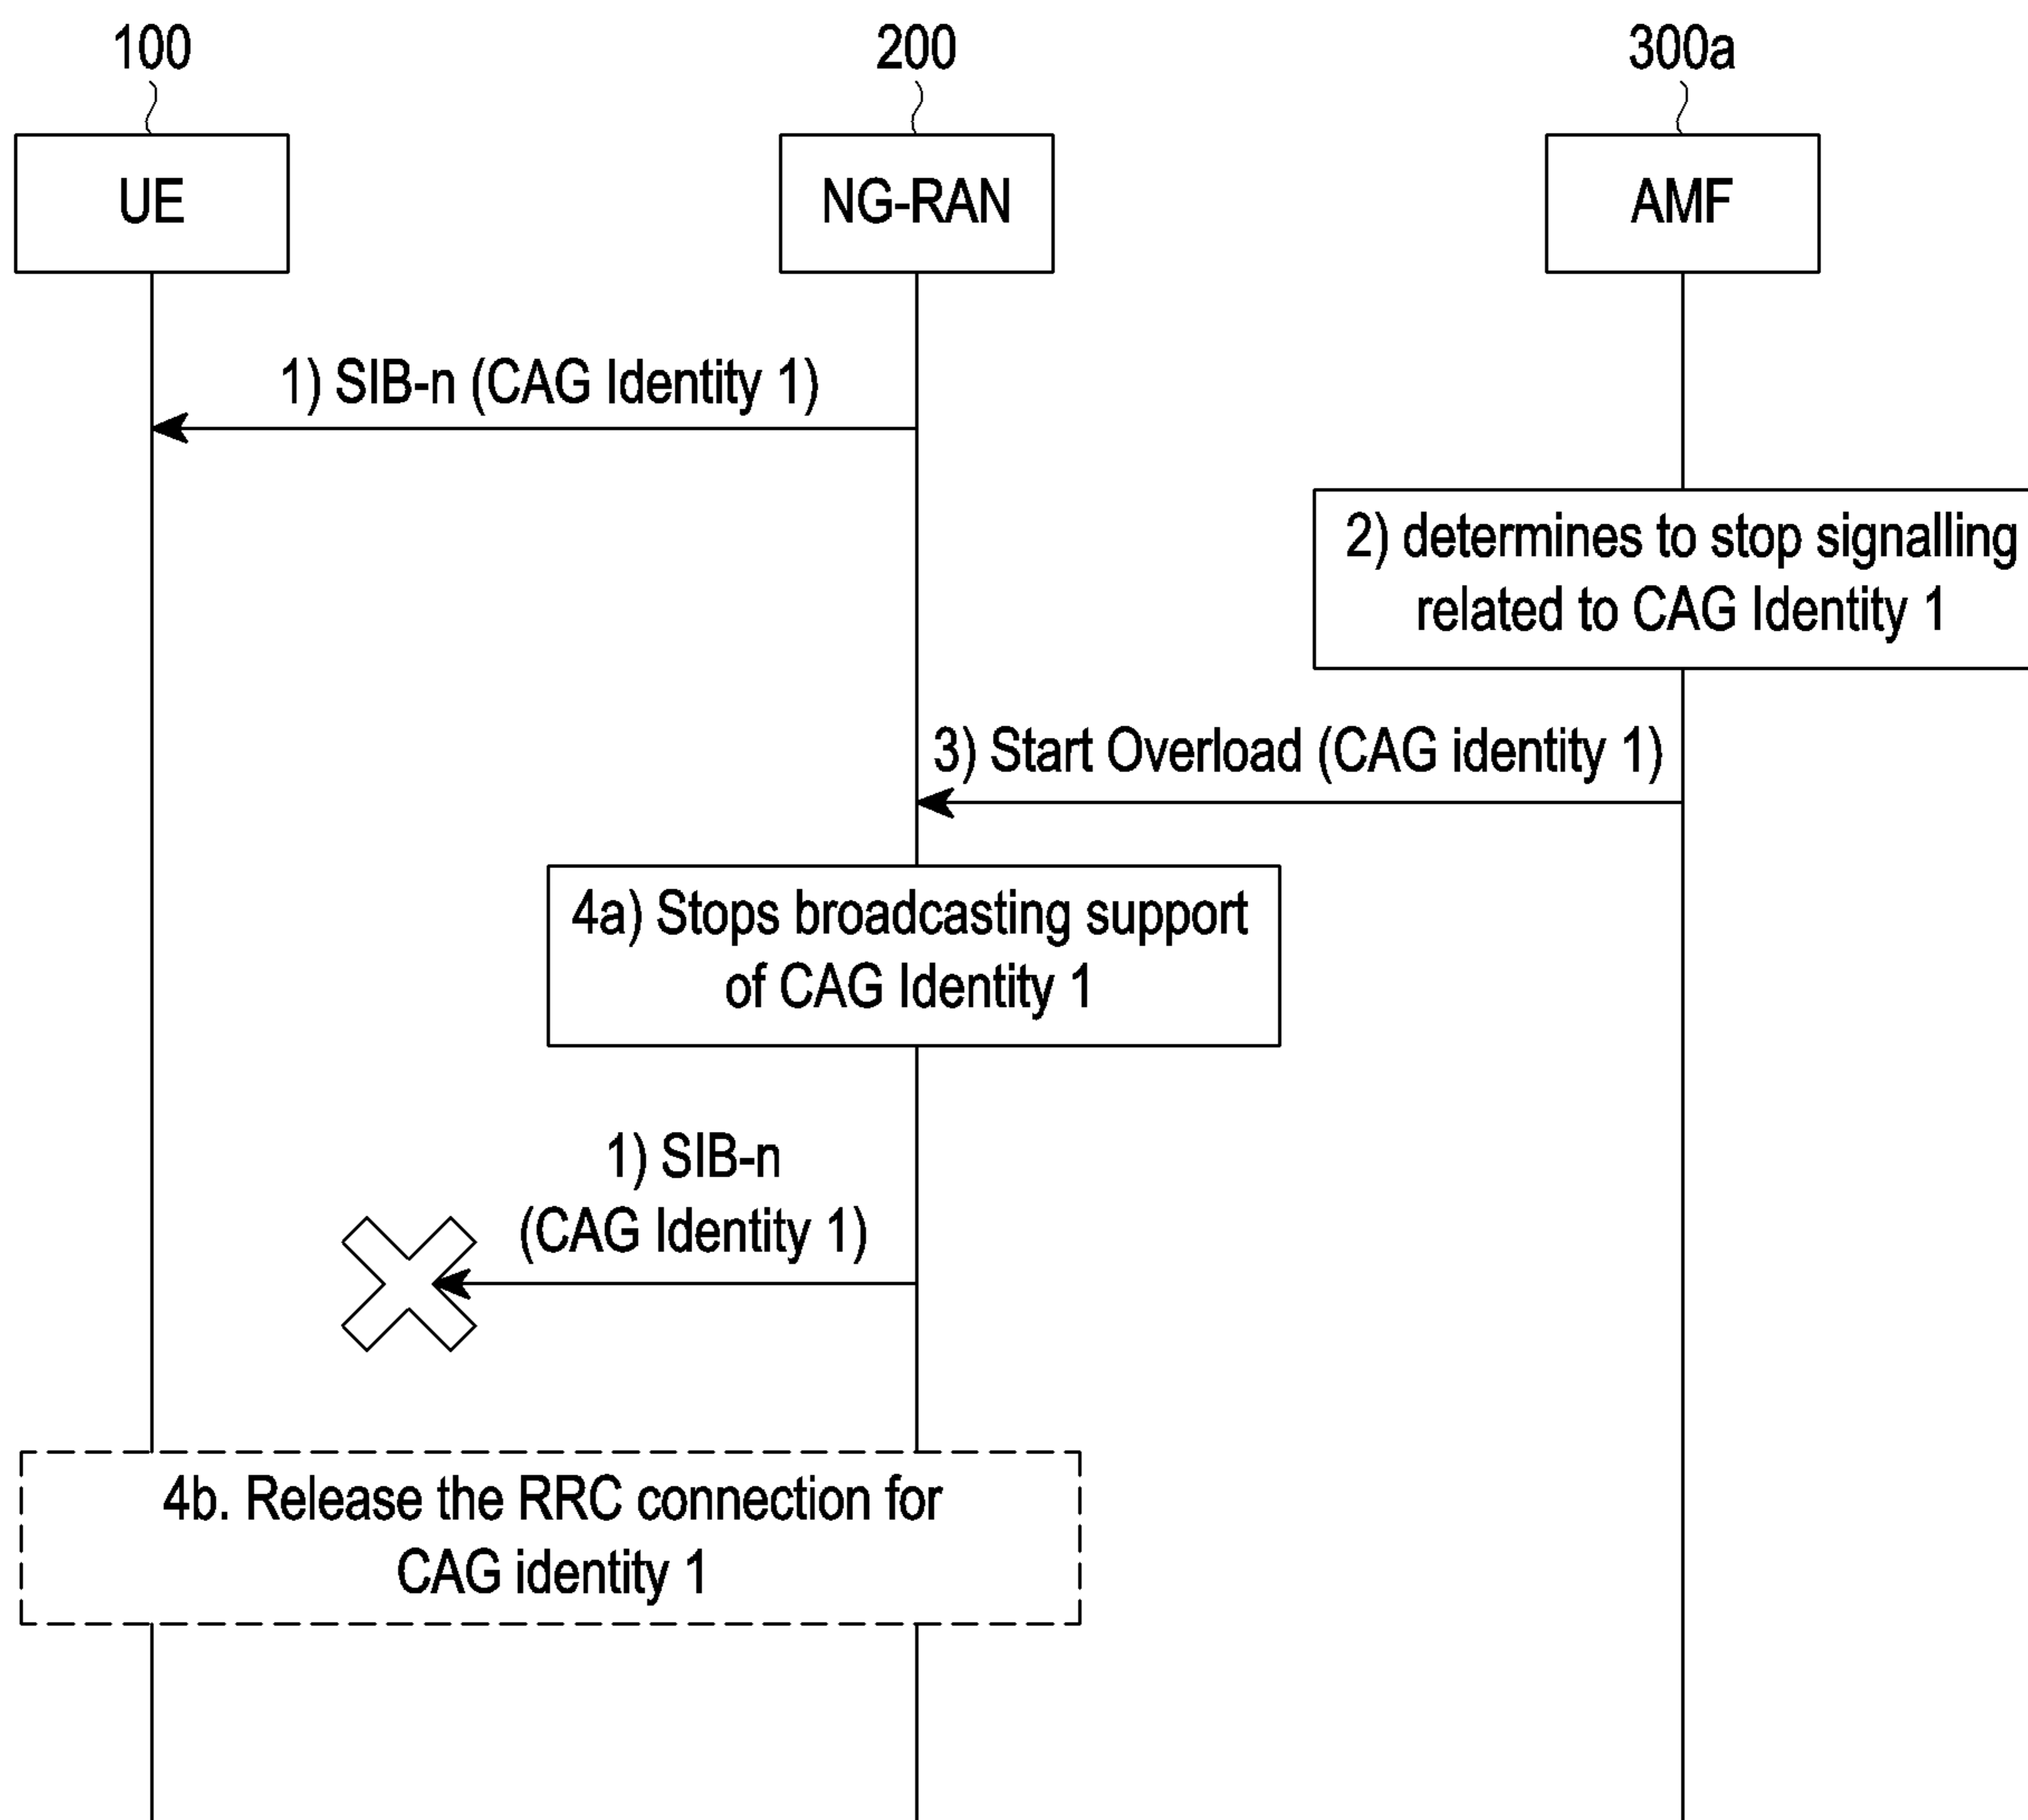 100
200
300a
UE
NG-RAN
AMF
1) SIB-n (CAG Identity 1)
2) determines to stop signalling
related to CAG Identity 1
3) Start Overload (CAG identity 1)
4a) Stops broadcasting support
of CAG Identity 1
1) SIB-n
(CAG Identity 1)
4b. Release the RRC connection for
CAG identity 1